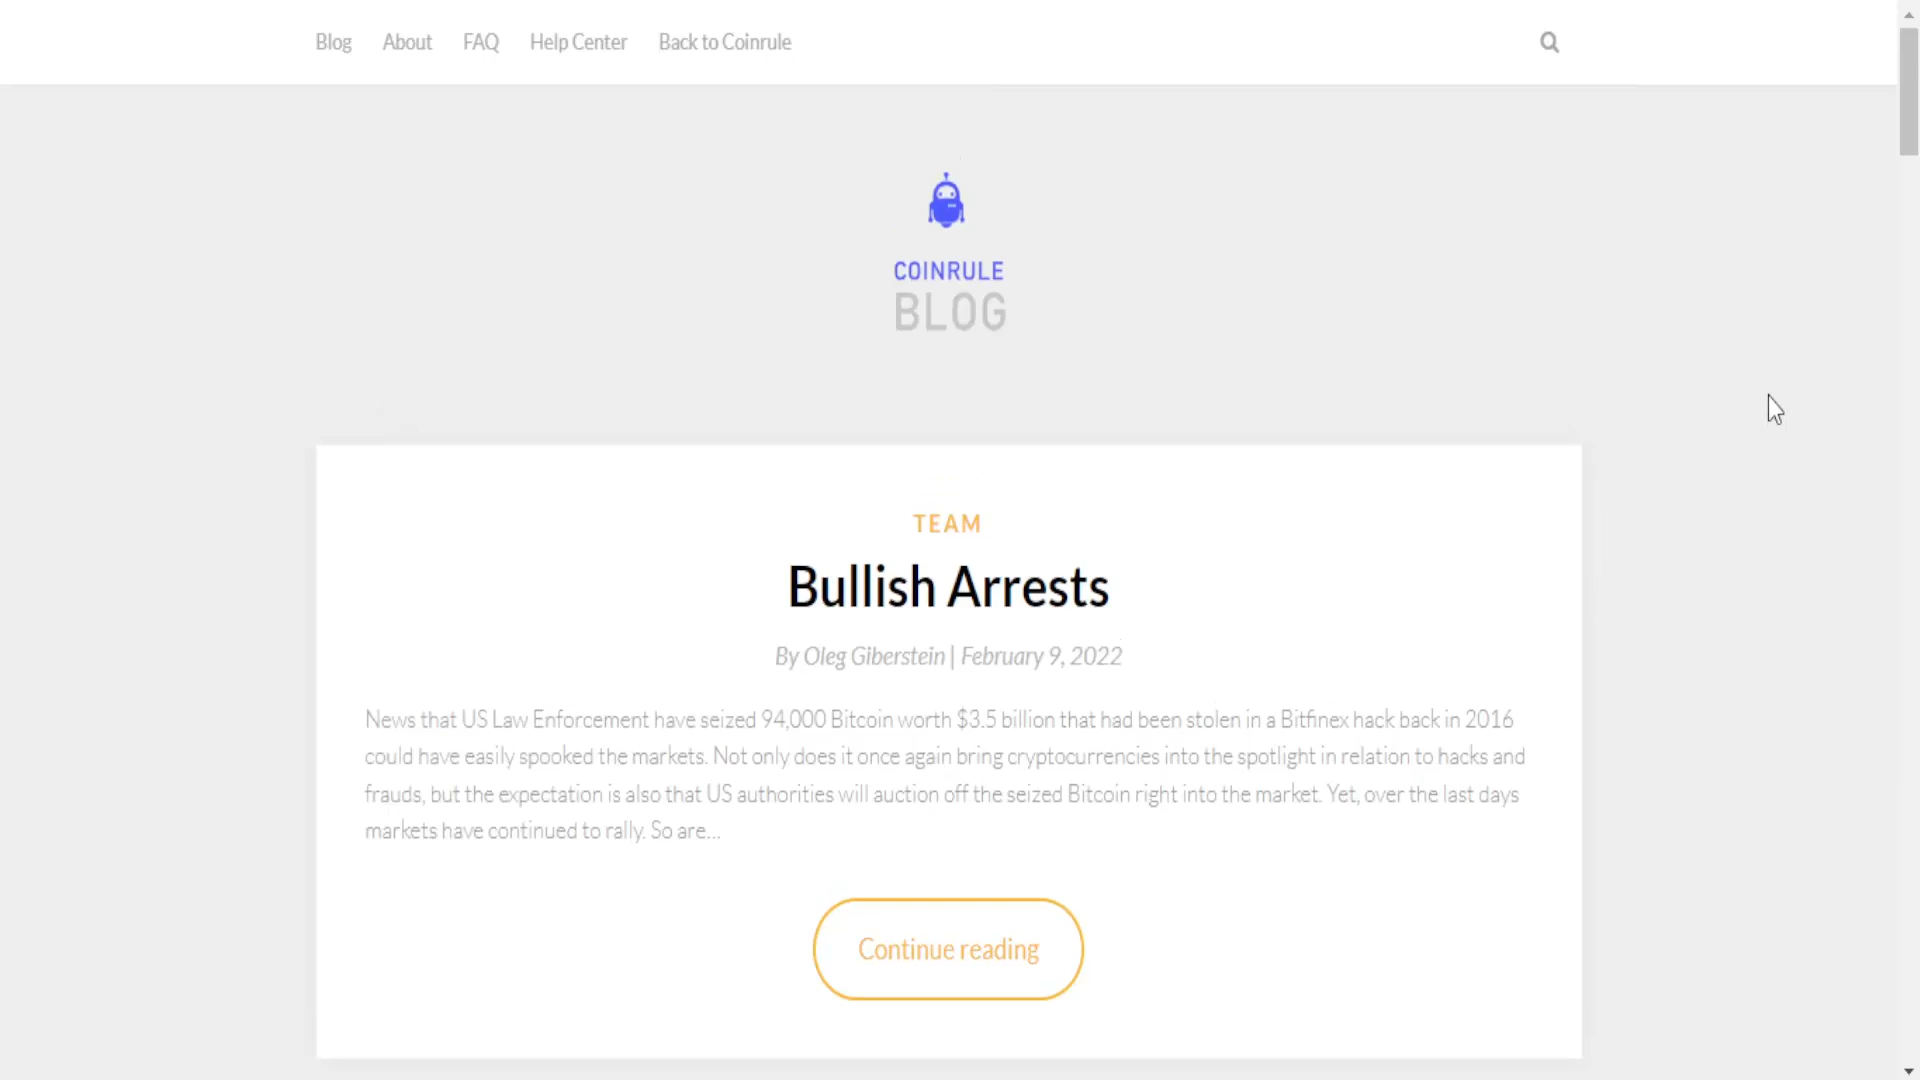 Blog About FAQ Help Center Back to Coinrule
COINRULE
BLOG
TEAM
Bullish Arrests
By Oleg Giberstein | February 9, 2022
News that US Law Enforcement have seized 94,000 Bitcoin worth $3.5 billion that had been stolen in a Bitfinex hack back in 2016
could have easily spooked the markets. Not only does it once again bring cryptocurrencies into the spotlight in relation to hacks and
frauds, but the expectation is also that US authorities will auction off the seized Bitcoin right into the market. Yet, over the last days
markets have continued to rally. So are...
Continue reading